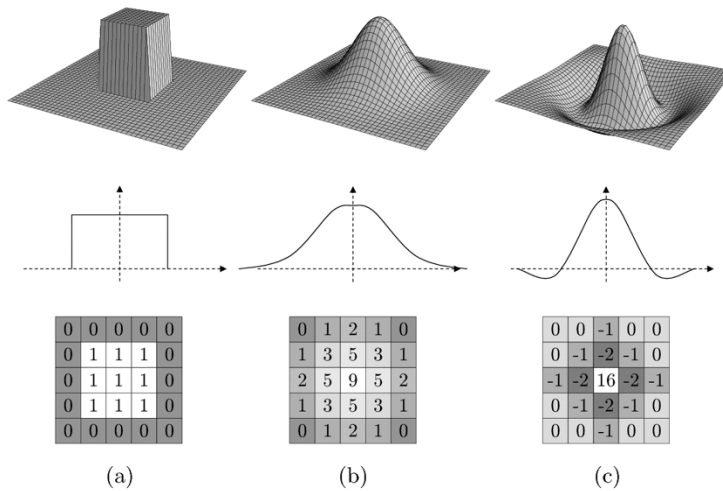 0 0 0 0 0
0 1 1 1 0
0 1 1 1 0
0 1 1 1 0
0 0 0 0 0
(a)
0 1 2 1 0
1 3 5 3 1
2 5 9 5 2
1 3 5 3 1
0 1 2 1 0
(b)
0 0 -1 0 0
0 -1 -2 -1 0
-1 -2 16 -2 -1
0 -1 -2 -1 0
0 0 -1 0 0
(c)